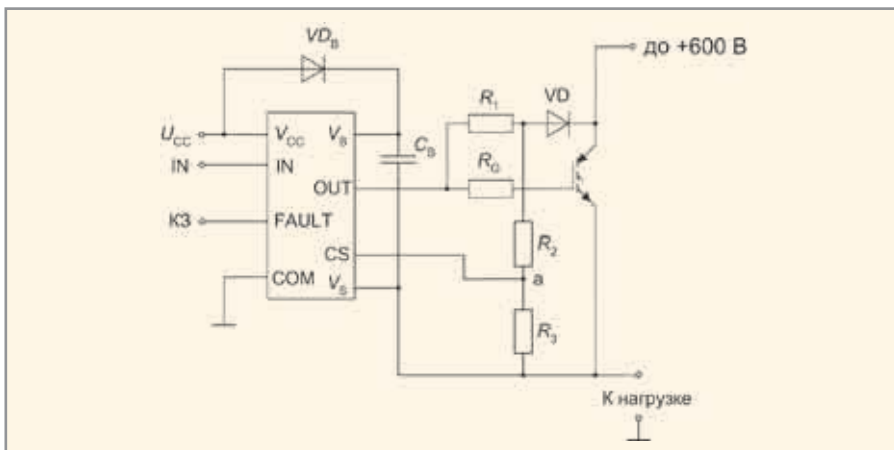 VD_B
до +600 В
R_1
VD
U_CC
V_CC
V_B
C_B
IN
IN
OUT
R_G
КЗ
FAULT
R_2
CS
a
COM
V_S
R_3
К нагрузке